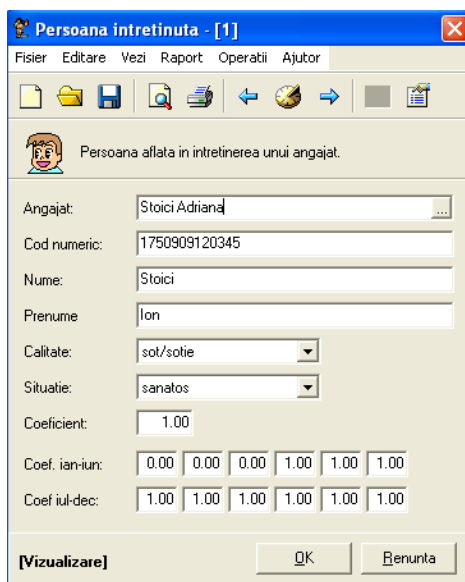 Persoana intretinuta - [1]
Fisier Editare Vezi Raport Operatii Ajutor
Persoana aflata in intretinerea unui angajat.
Angajat: Stoici Adriana ...
Cod numeric: 1750909120345
Nume: Stoici
Prenume Ion
Calitate: sot/sotie
Situatie: sanatos
Coeficient: 1.00
Coef. ian-iun: 0.00 0.00 0.00 1.00 1.00 1.00
Coef iul-dec: 1.00 1.00 1.00 1.00 1.00 1.00
[Vizualizare] OK Renunta